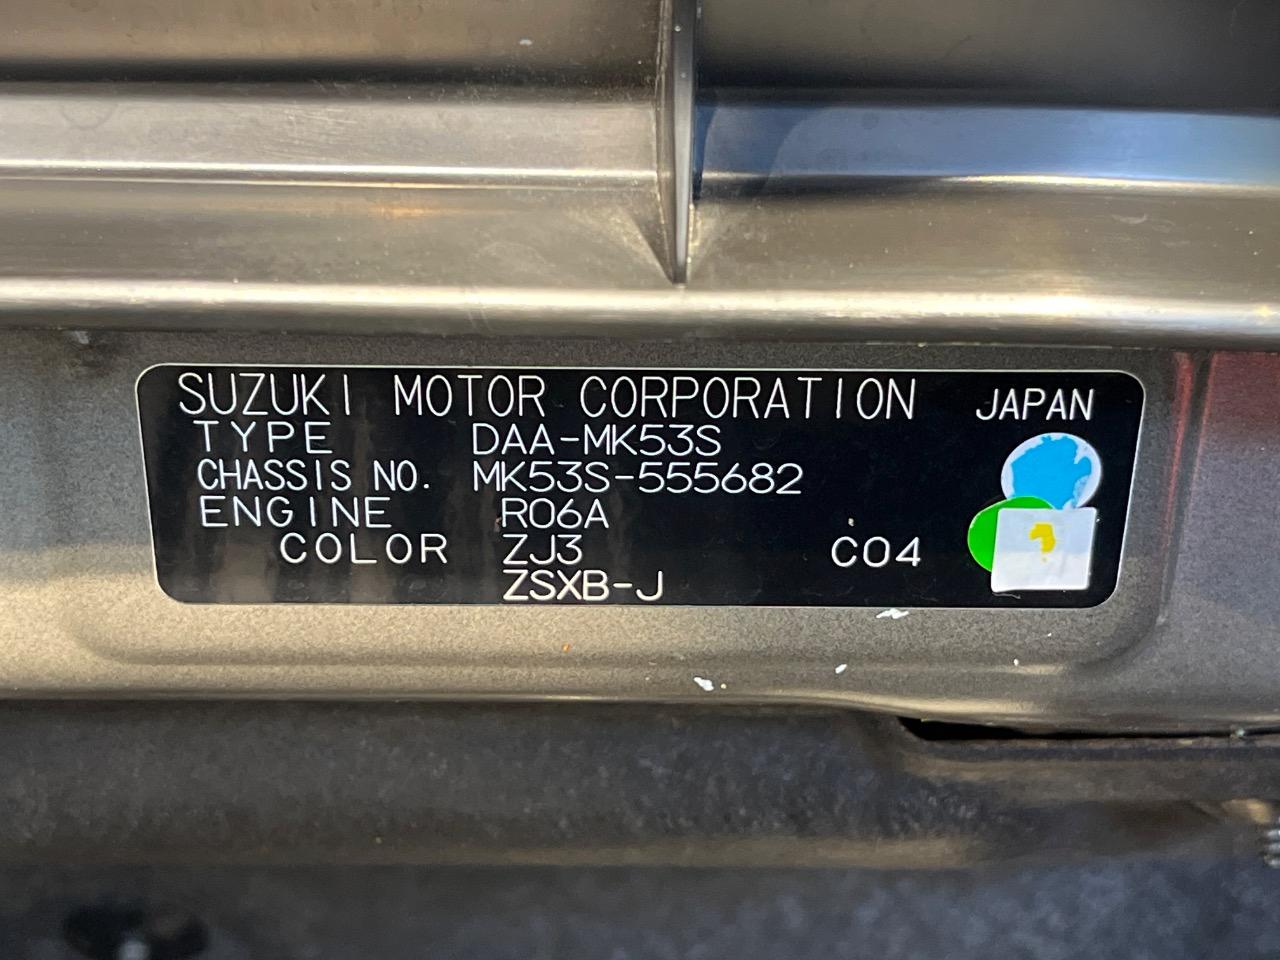 SUZUKI MOTOR CORPORATION JAPAN
TYPE DAA-MK53S
CHASSIS NO. MK53S-555682
ENGINE R06A
COLOR ZJ3 C04
ZSXB-J